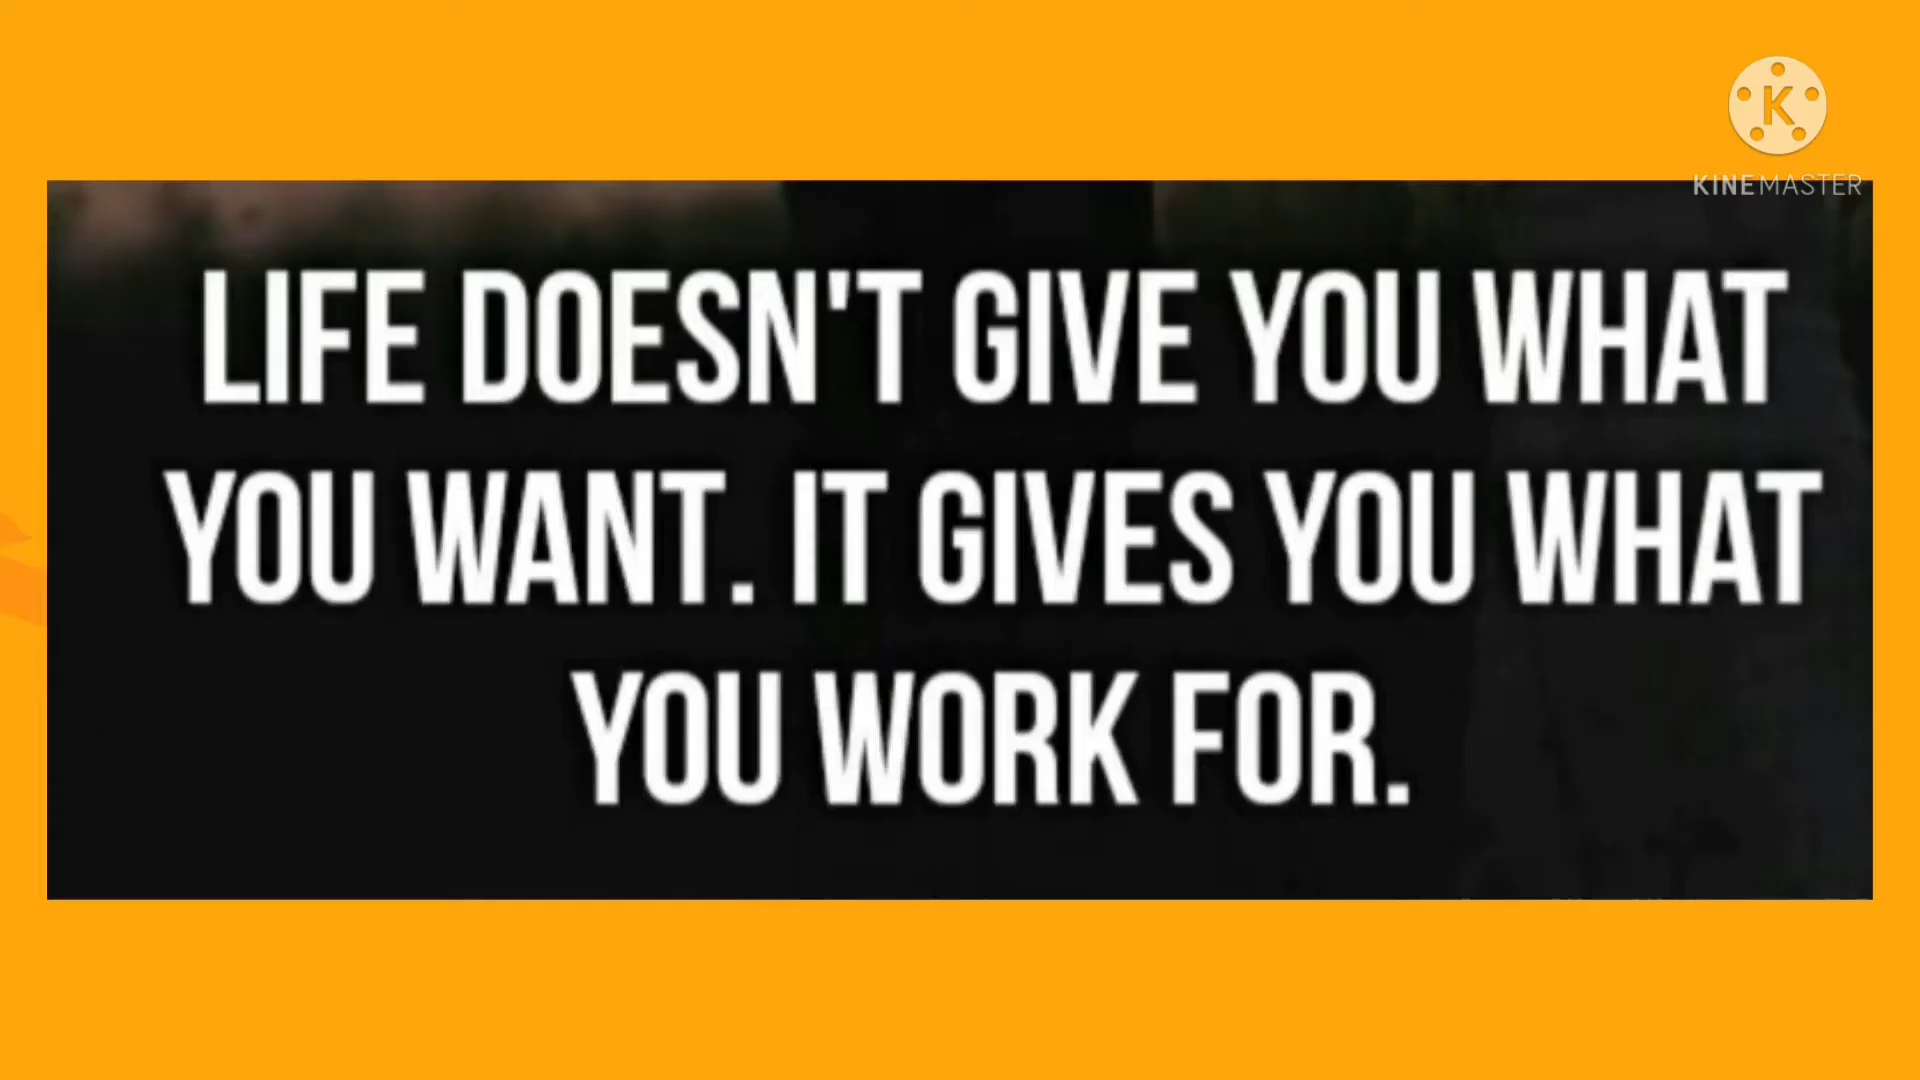 K
KINEMASTER
LIFE DOESN'T GIVE YOU WHAT
YOU WANT. IT GIVES YOU WHAT
YOU WORK FOR.